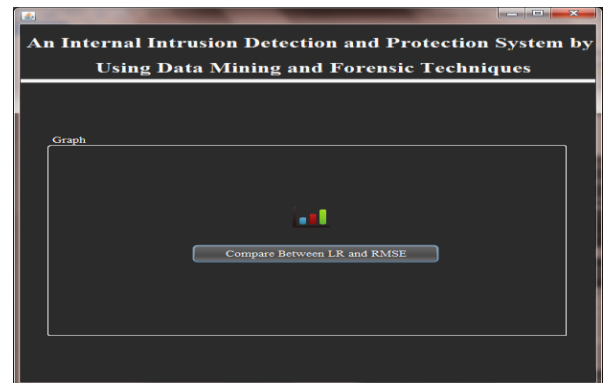 An Internal Intrusion Detection and Protection System by
Using Data Mining and Forensic Techniques
Graph
Compare Between LR and RMSE